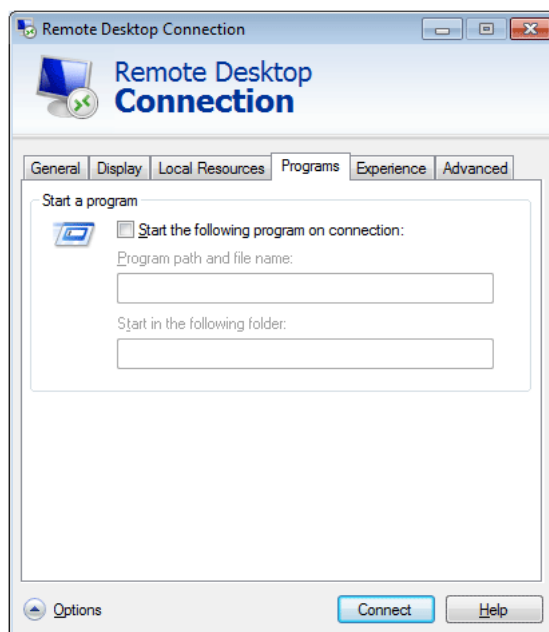 Remote Desktop Connection
Remote Desktop
Connection
General Display Local Resources Programs Experience Advanced
Start a program
Start the following program on connection:
Program path and file name:
Start in the following folder:
Options Connect Help